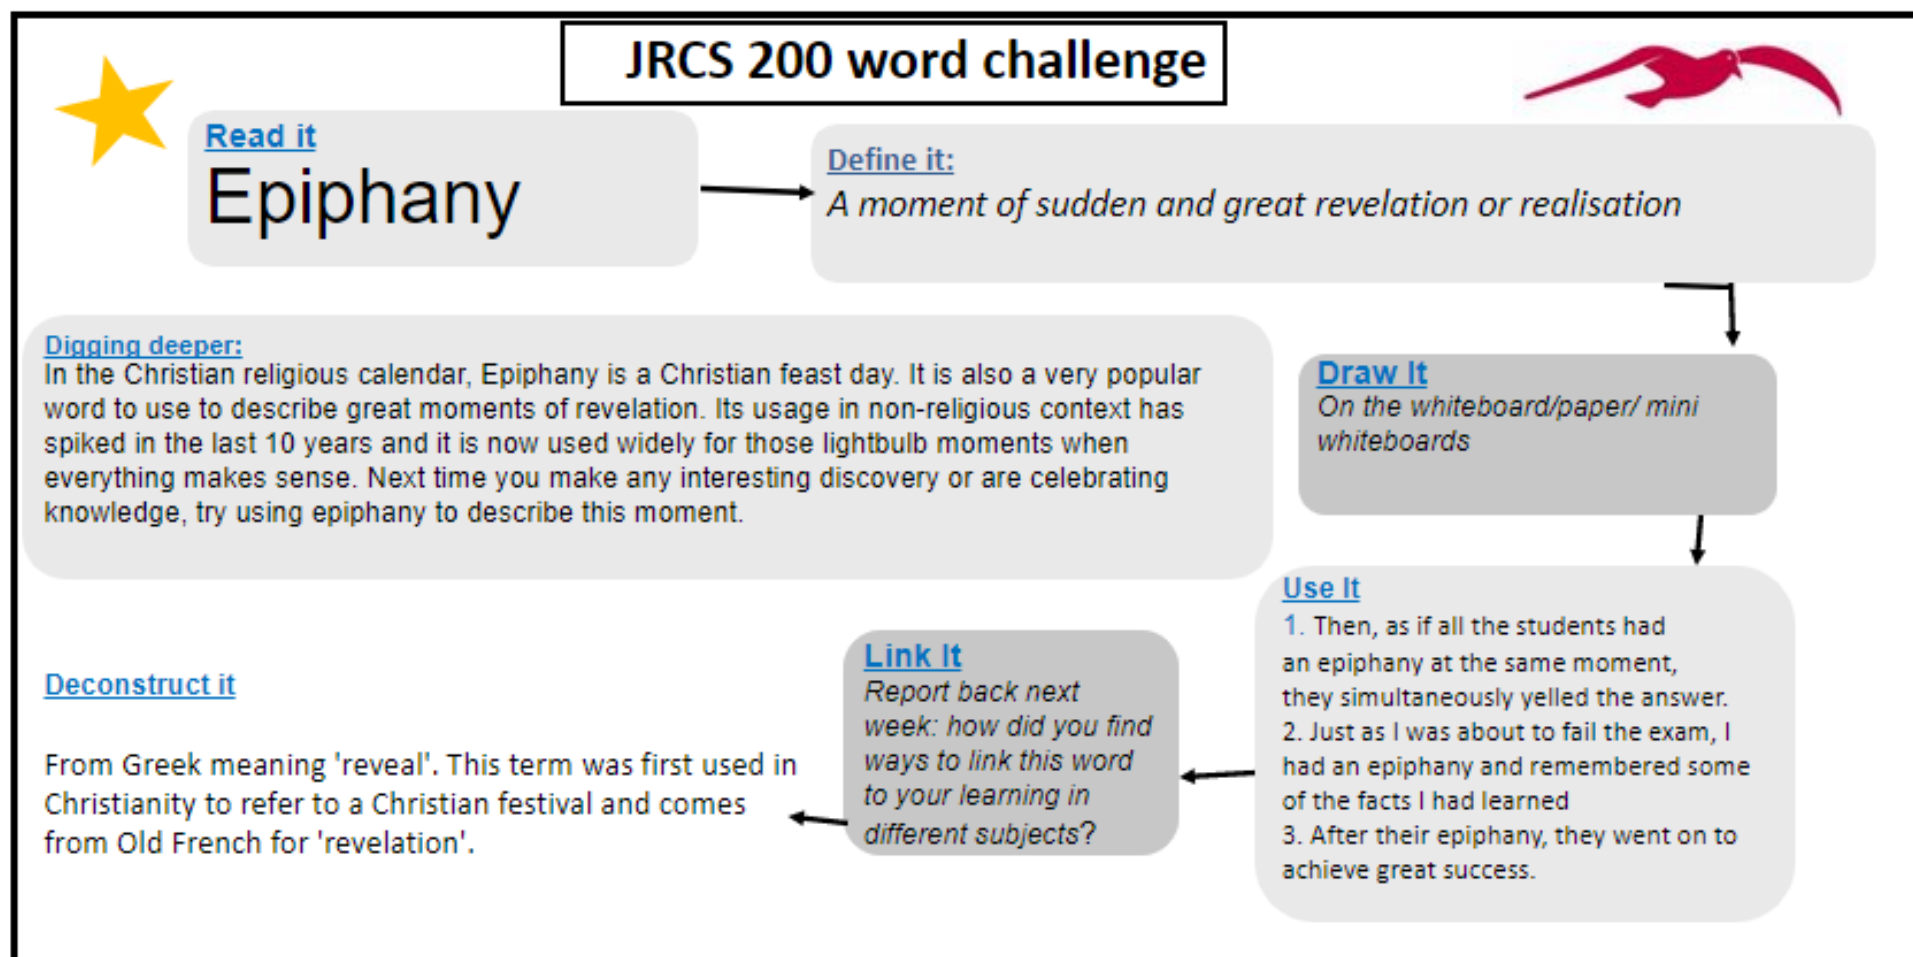 JRCS 200 word challenge
Read it
Epiphany
Define it:
A moment of sudden and great revelation or realisation
Digging deeper:
In the Christian religious calendar, Epiphany is a Christian feast day. It is also a very popular
word to use to describe great moments of revelation. Its usage in non-religious context has
spiked in the last 10 years and it is now used widely for those lightbulb moments when
everything makes sense. Next time you make any interesting discovery or are celebrating
knowledge, try using epiphany to describe this moment.
Draw It
On the whiteboard/paper/ mini
whiteboards
Use It
1. Then, as if all the students had
an epiphany at the same moment,
they simultaneously yelled the answer.
2. Just as I was about to fail the exam, I
had an epiphany and remembered some
of the facts I had learned
3. After their epiphany, they went on to
achieve great success.
Link It
Report back next
week: how did you find
ways to link this word
to your learning in
different subjects?
Deconstruct it
From Greek meaning 'reveal'. This term was first used in
Christianity to refer to a Christian festival and comes
from Old French for 'revelation'.